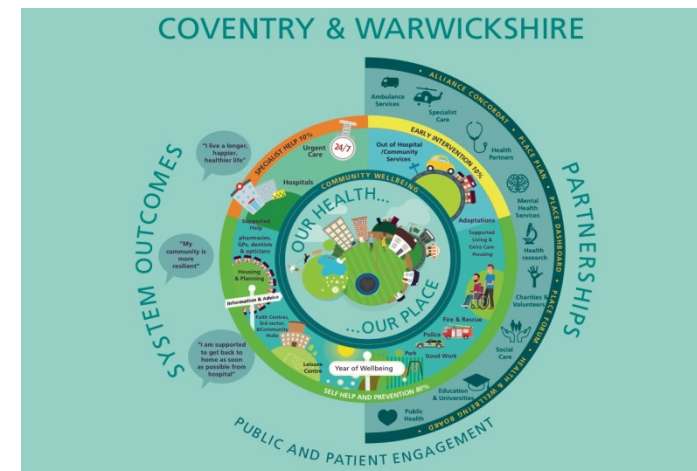 COVENTRY & WARWICKSHIRE
SYSTEM OUTCOMES
"I live a longer,
happier,
healthier life"
"My
community is
more
resilient"
"I am supported
to get back to
home as soon
as possible from
hospital"
SPECIALIST HELP 10%
Urgent
Care
24/7
Hospitals
Supported
Help
pharmacies,
GPs, dentists
& opticians
Housing
& Planning
Information & Advice
Faith Centres,
3rd sector,
&Community
Hubs
Leisure
Centre
Year of Wellbeing
SELF HELP AND PREVENTION 80%
COMMUNITY WELLBEING
OUR HEALTH...
...OUR PLACE
EARLY INTERVENTION 10%
Out of Hospital
/Community
Services
Adaptations
Supported
Living &
Extra Care
Housing
Fire & Rescue
Police
Park
Good Work
Education
& Universities
Public
Health
Ambulance
Services
Specialist
Care
Health
Partners
Mental
Health
Services
Health
research
Charities &
Volunteers
Social
Care
• ALLIANCE CONCORDAT • PLACE PLAN • PLACE DASHBOARD • PLACE FORUM • HEALTH & WELLBEING BOARD •
PARTNERSHIPS
PUBLIC AND PATIENT ENGAGEMENT